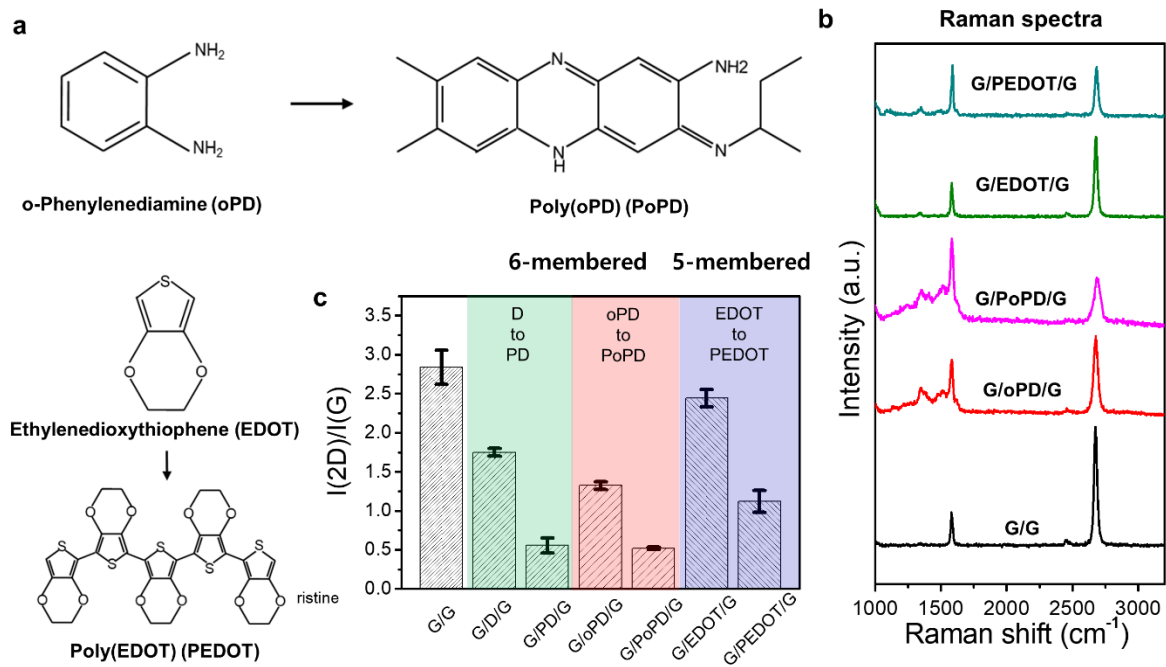 a
NH2
NH2
o-Phenylenediamine (oPD)
N
N
H
NH2
N
Poly(oPD) (PoPD)
S
O
O
Ethylenedioxythiophene (EDOT)
O O
O O
S
S
S
S
S
O O
O O
O O
ristine
Poly(EDOT) (PEDOT)
6-membered
5-membered
c
D
to
PD
oPD
to
PoPD
EDOT
to
PEDOT
I(2D)/I(G)
3.5
3.0
2.5
2.0
1.5
1.0
0.5
0.0
G/G
G/D/G
G/PD/G
G/oPD/G
G/PoPD/G
G/EDOT/G
G/PEDOT/G
b
Raman spectra
G/PEDOT/G
G/EDOT/G
G/PoPD/G
G/oPD/G
G/G
Intensity (a.u.)
1000 1500 2000 2500 3000
Raman shift (cm-1)